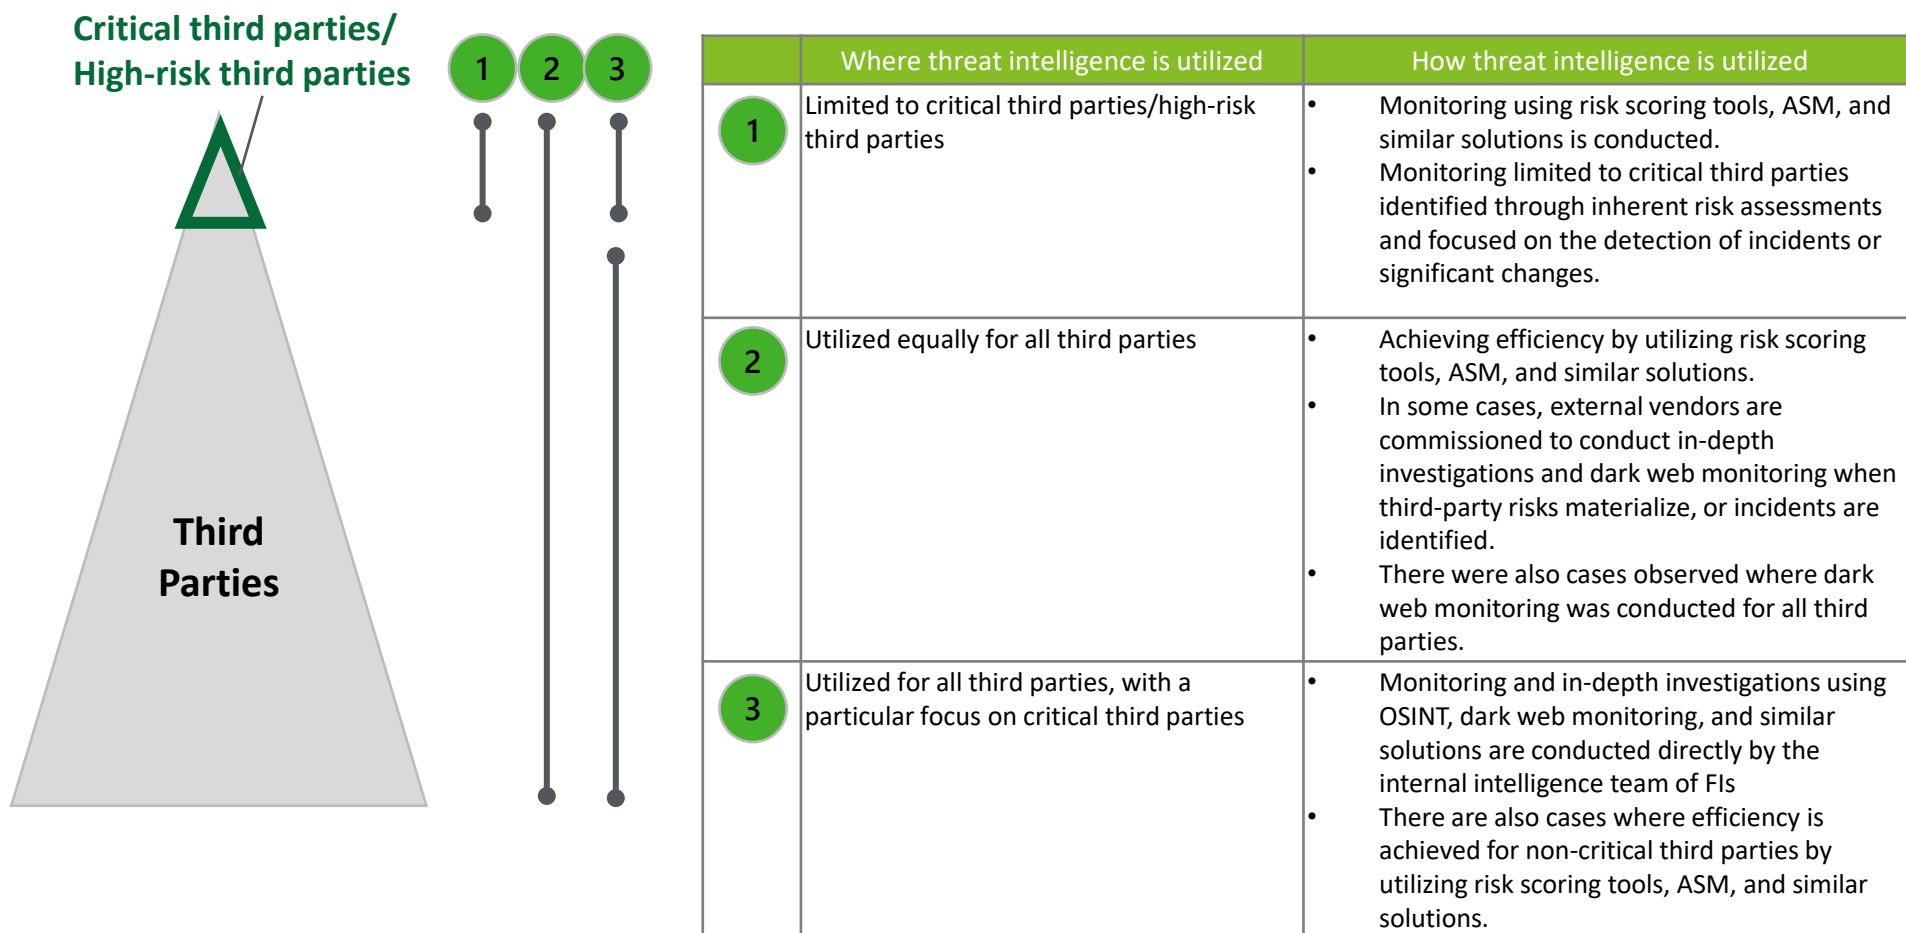 Critical third parties/
High-risk third parties
1 2 3
Third
Parties
Where threat intelligence is utilized
How threat intelligence is utilized
1
Limited to critical third parties/high-risk
third parties
• Monitoring using risk scoring tools, ASM, and
similar solutions is conducted.
• Monitoring limited to critical third parties
identified through inherent risk assessments
and focused on the detection of incidents or
significant changes.
2
Utilized equally for all third parties
• Achieving efficiency by utilizing risk scoring
tools, ASM, and similar solutions.
• In some cases, external vendors are
commissioned to conduct in-depth
investigations and dark web monitoring when
third-party risks materialize, or incidents are
identified.
• There were also cases observed where dark
web monitoring was conducted for all third
parties.
3
Utilized for all third parties, with a
particular focus on critical third parties
• Monitoring and in-depth investigations using
OSINT, dark web monitoring, and similar
solutions are conducted directly by the
internal intelligence team of FIs
• There are also cases where efficiency is
achieved for non-critical third parties by
utilizing risk scoring tools, ASM, and similar
solutions.